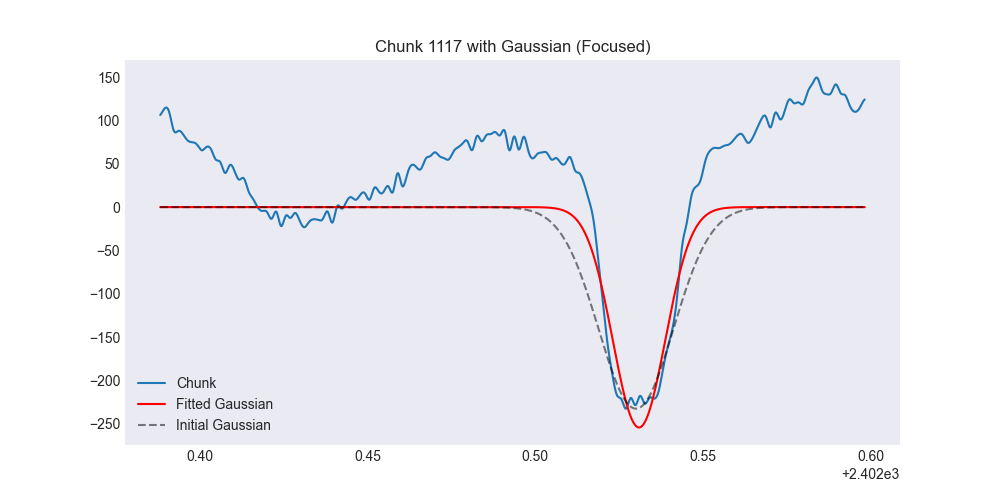 Chunk 1117 with Gaussian (Focused)
150
100
50
0
−50
−100
−150
−200
−250
Chunk
Fitted Gaussian
Initial Gaussian
0.40 0.45 0.50 0.55 0.60
+2.402e3